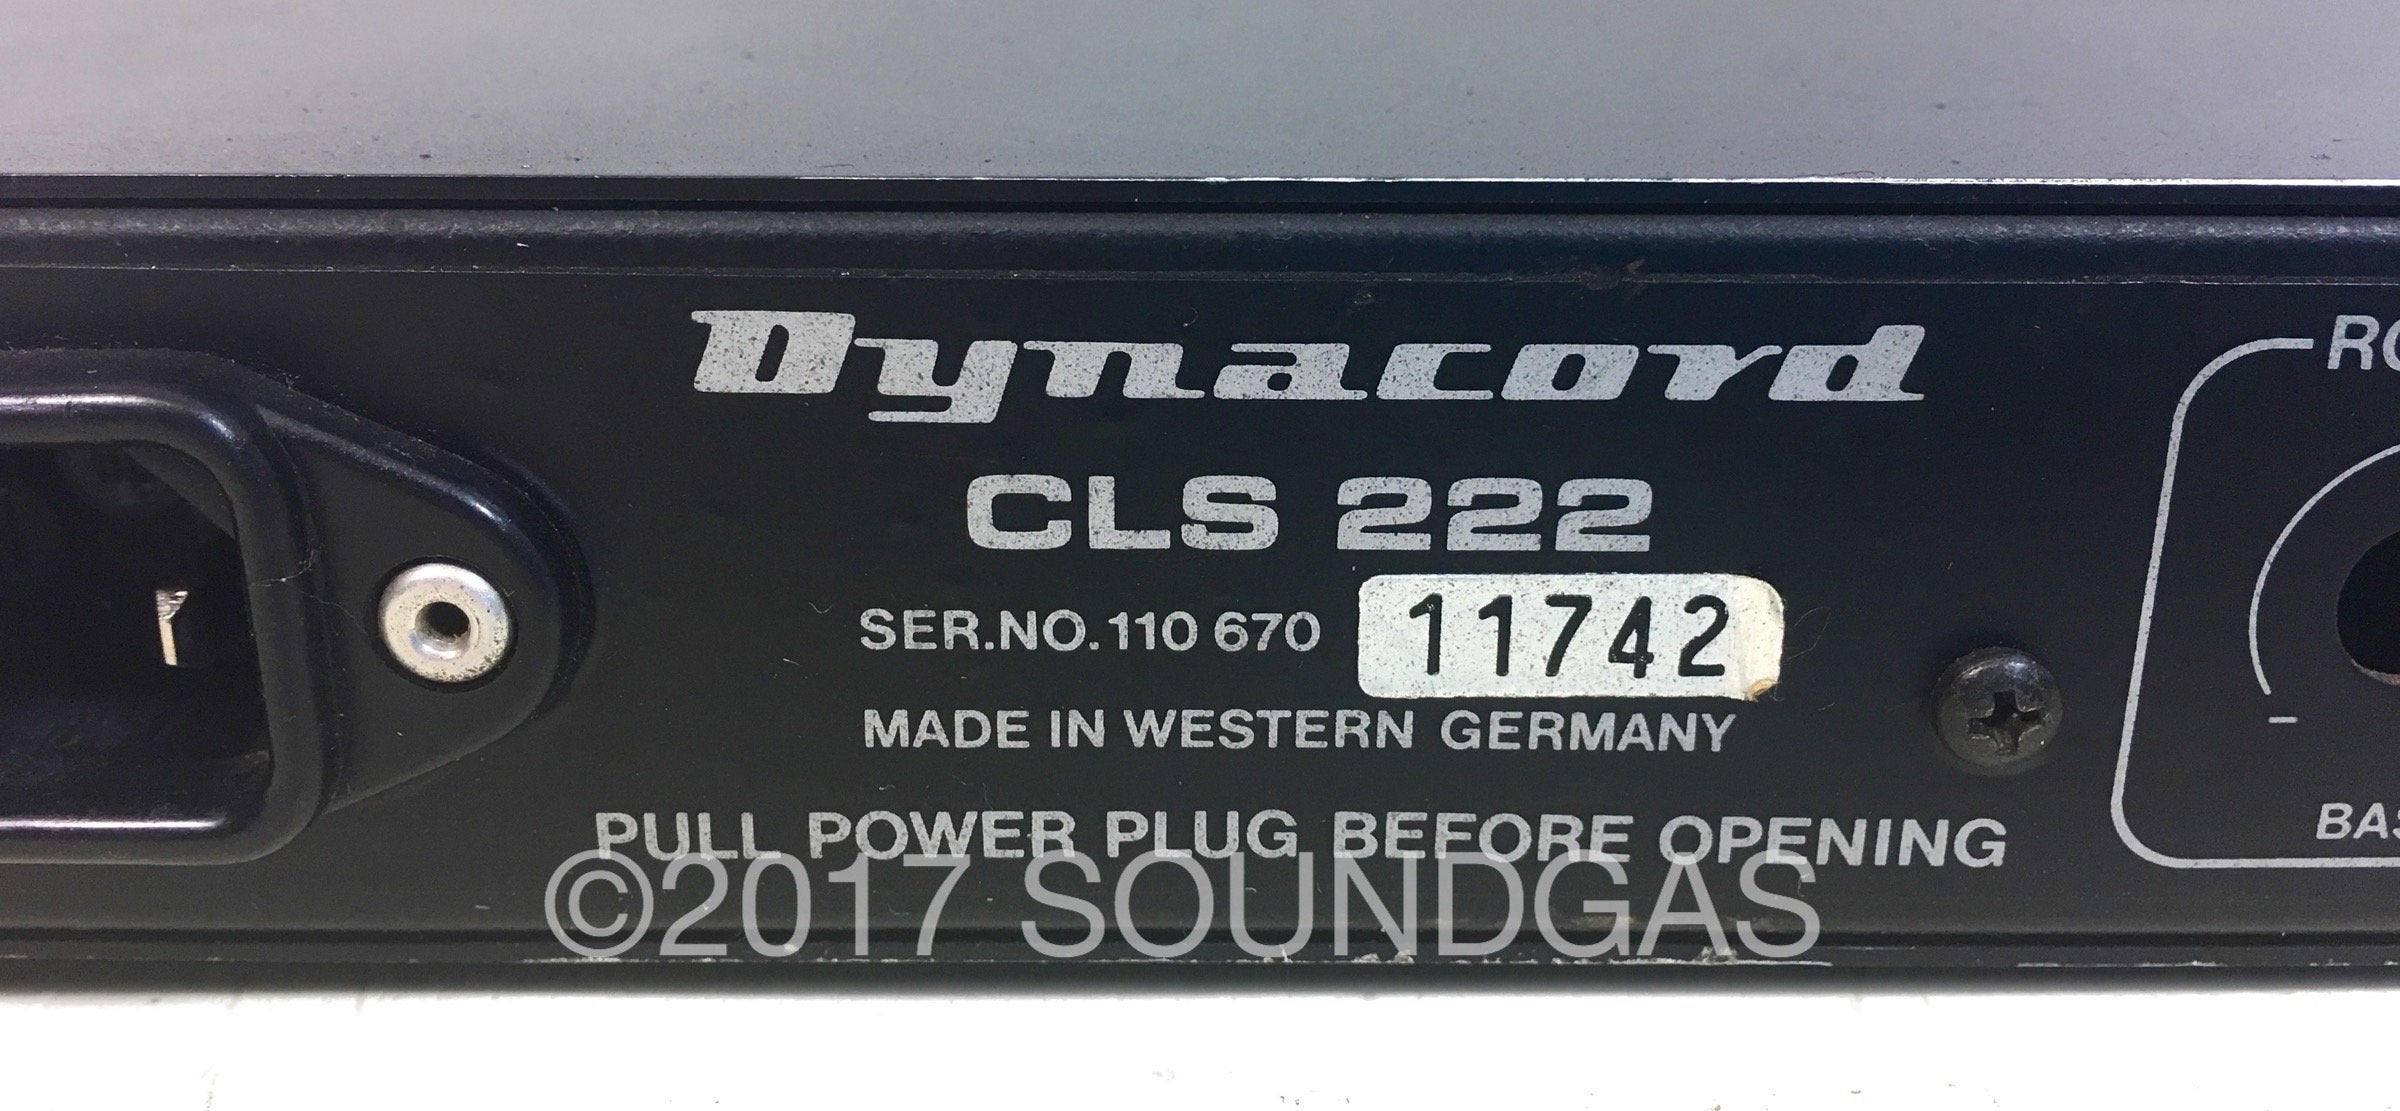 Dynacord
CLS 222
SER.NO. 110 670 11742
MADE IN WESTERN GERMANY
PULL POWER PLUG BEFORE OPENING
©2017 SOUNDGAS